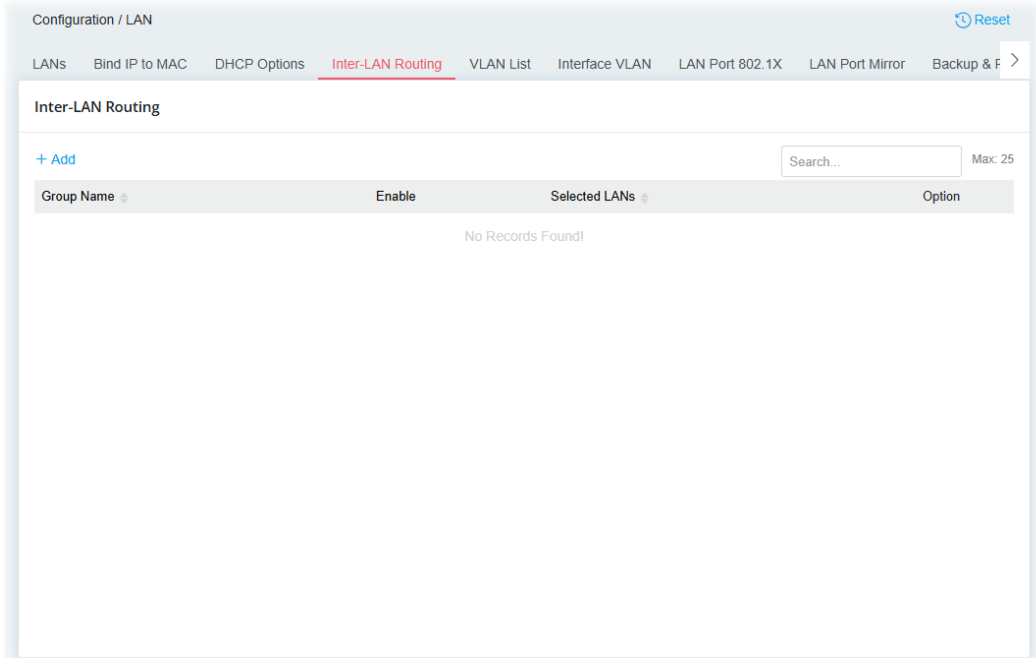 Configuration / LAN
Reset
LANs Bind IP to MAC DHCP Options Inter-LAN Routing VLAN List Interface VLAN LAN Port 802.1X LAN Port Mirror Backup &
Inter-LAN Routing
+ Add
Search...
Max: 25
Group Name Enable Selected LANs Option
No Records Found!